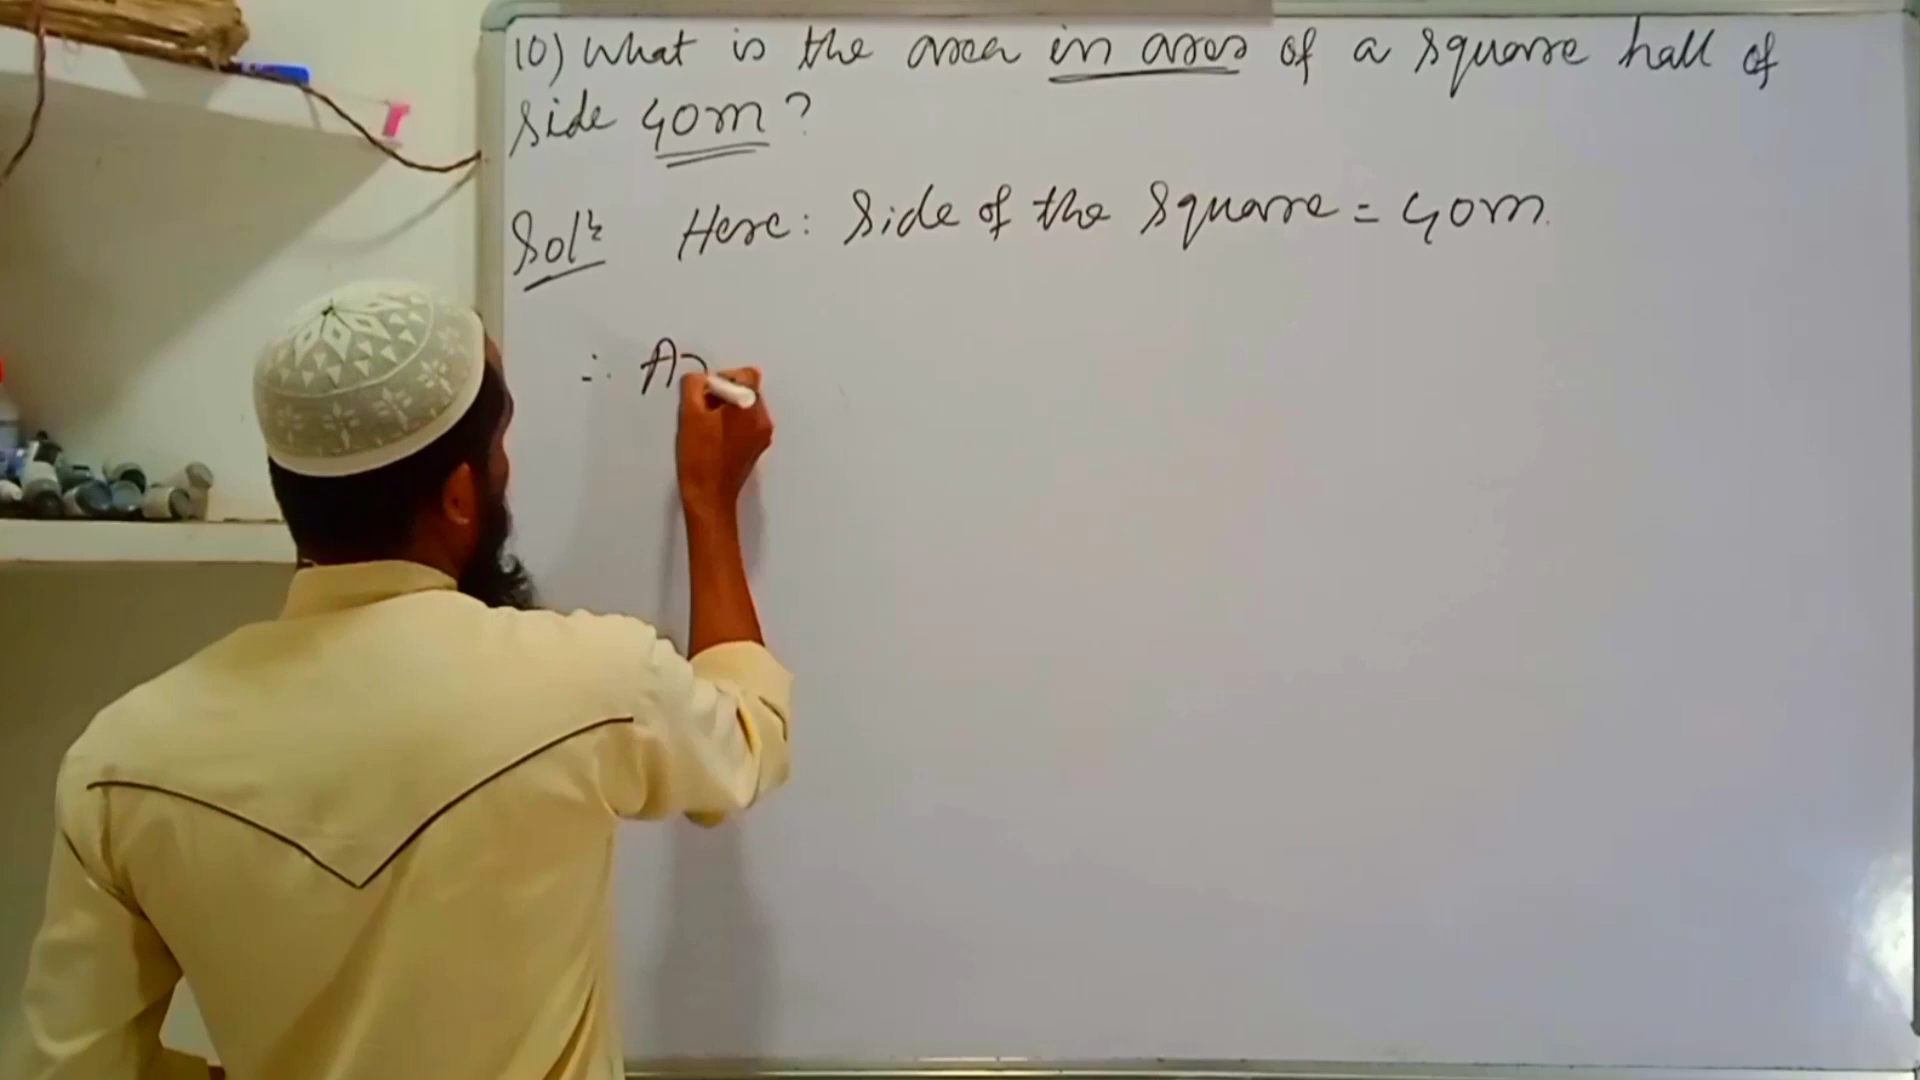 10) What is the area in ares of a square hall of
side 40m?
Solⁿ Here: Side of the square = 40m.
∴ Ar